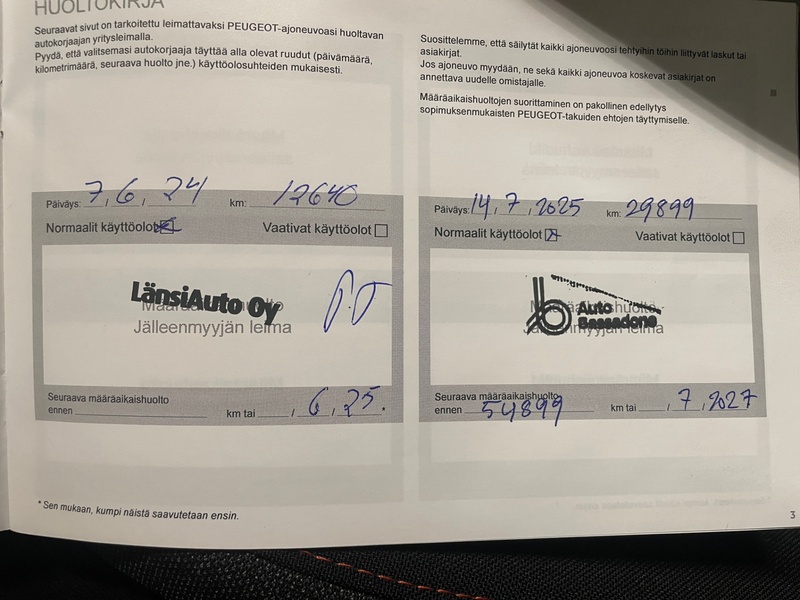 HUOLTOKIRJA
Seuraavat sivut on tarkoitettu leimattavaksi PEUGEOT-ajoneuvoasi huoltavan
autokorjaajan yritysleimalla.
Pyydä, että valitsemasi autokorjaaja täyttää alla olevat ruudut (päivämäärä,
kilometrimäärä, seuraava huolto jne.) käyttöolosuhteiden mukaisesti.
Päiväys: 7, 6, 24 km: 12640
Normaalit käyttöolot Vaativat käyttöolot
LänsiAuto Oy
Jälleenmyyjän leima
Seuraava määräaikaishuolto
ennen km tai / 6, 25.
* Sen mukaan, kumpi näistä saavutetaan ensin.
Suosittelemme, että säilytät kaikki ajoneuvoosi tehtyihin töihin liittyvät laskut tai
asiakirjat.
Jos ajoneuvo myydään, ne sekä kaikki ajoneuvoa koskevat asiakirjat on
annettava uudelle omistajalle.
Määräaikaishuoltojen suorittaminen on pakollinen edellytys
sopimuksenmukaisten PEUGEOT-takuiden ehtojen täyttymiselle.
Päiväys: 14, 7, 2025 km: 29899
Normaalit käyttöolot Vaativat käyttöolot
Auto
Bassadone
Seuraava määräaikaishuolto
ennen 54899 km tai / 7, 2027
3